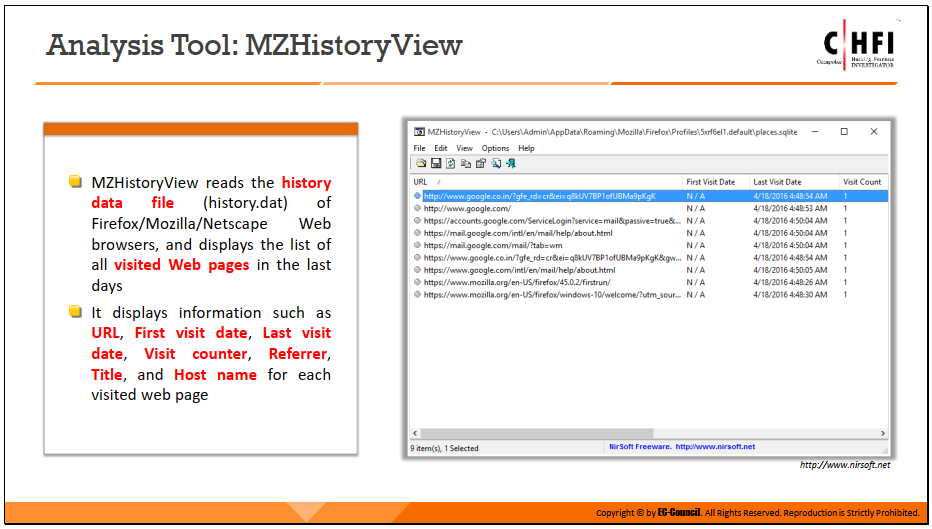 Analysis Tool: MZHistoryView
CHFI
Computer Hacking Forensic
INVESTIGATOR
MZHistoryView reads the history
data file (history.dat) of
Firefox/Mozilla/Netscape Web
browsers, and displays the list of
all visited Web pages in the last
days
It displays information such as
URL, First visit date, Last visit
date, Visit counter, Referrer,
Title, and Host name for each
visited web page
MZHistoryView - C:\Users\Admin\AppData\Roaming\Mozilla\Firefox\Profiles\5xrf6el1.default\places.sqlite
File Edit View Options Help
URL / First Visit Date Last Visit Date Visit Count
http://www.google.co.in/?gfe_rd=cr&ei=q8kUV7BP1ofUBMa9pKgK N / A 4/18/2016 4:48:54 AM 1
http://www.google.com/ N / A 4/18/2016 4:48:53 AM 1
https://accounts.google.com/ServiceLogin?service=mail&passive=true&... N / A 4/18/2016 4:50:04 AM 1
https://mail.google.com/intl/en/mail/help/about.html N / A 4/18/2016 4:50:04 AM 1
https://mail.google.com/mail/?tab=wm N / A 4/18/2016 4:50:04 AM 1
https://www.google.co.in/?gfe_rd=cr&ei=q8kUV7BP1ofUBMa9pKgK&gw... N / A 4/18/2016 4:48:54 AM 1
https://www.google.com/intl/en/mail/help/about.html N / A 4/18/2016 4:50:05 AM 1
https://www.mozilla.org/en-US/firefox/45.0.2/firstrun/ N / A 4/18/2016 4:48:26 AM 1
https://www.mozilla.org/en-US/firefox/windows-10/welcome/?utm_sour... N / A 4/18/2016 4:48:30 AM 1
9 item(s), 1 Selected NirSoft Freeware. http://www.nirsoft.net
http://www.nirsoft.net
Copyright © by EC-Council. All Rights Reserved. Reproduction is Strictly Prohibited.